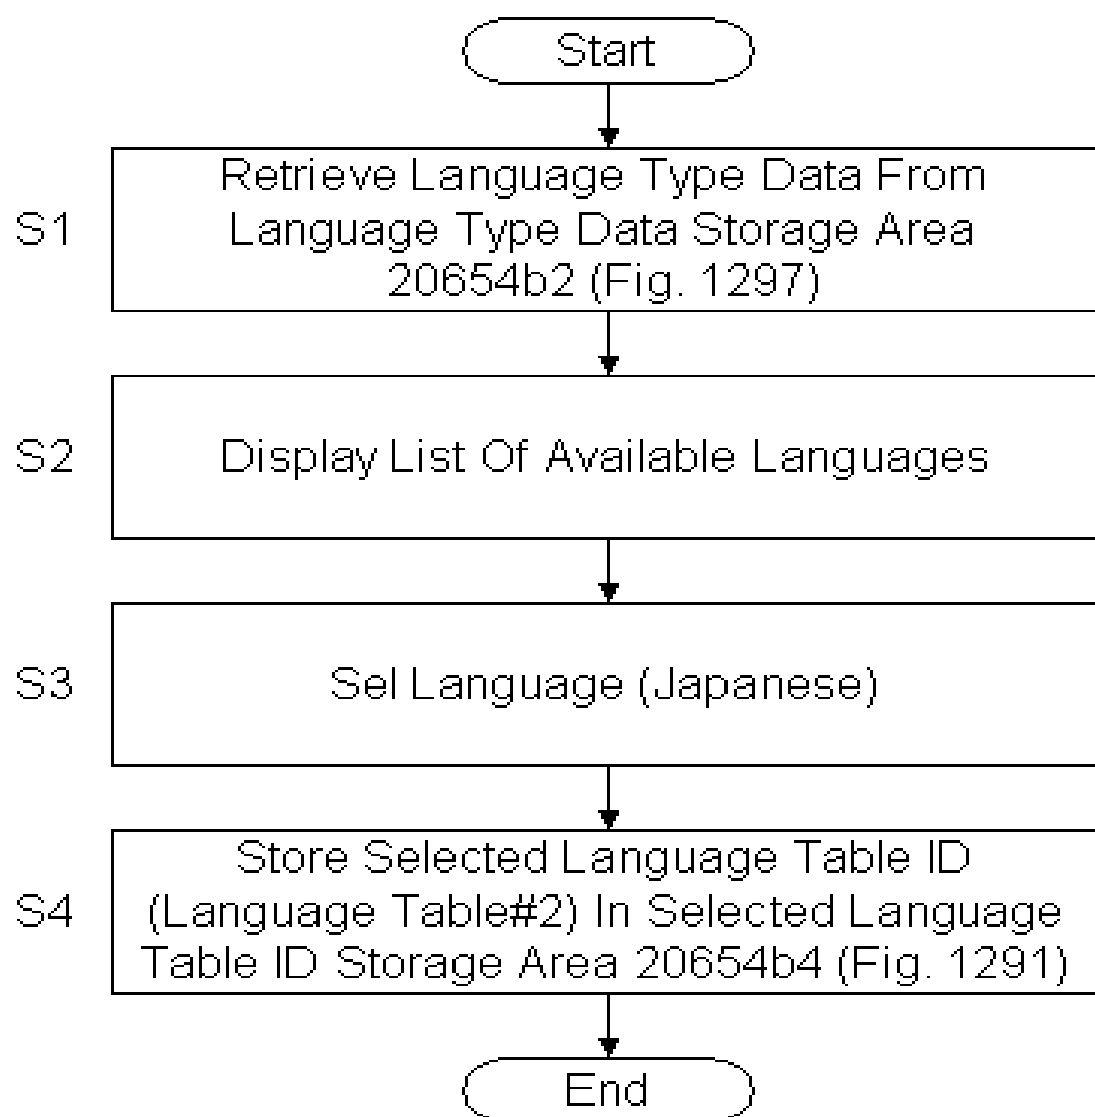 Start
S1
Retrieve Language Type Data From
Language Type Data Storage Area
20654b2 (Fig. 1297)
S2
Display List Of Available Languages
S3
Sel Language (Japanese)
S4
Store Selected Language Table ID
(Language Table#2) In Selected Language
Table ID Storage Area 20654b4 (Fig. 1291)
End